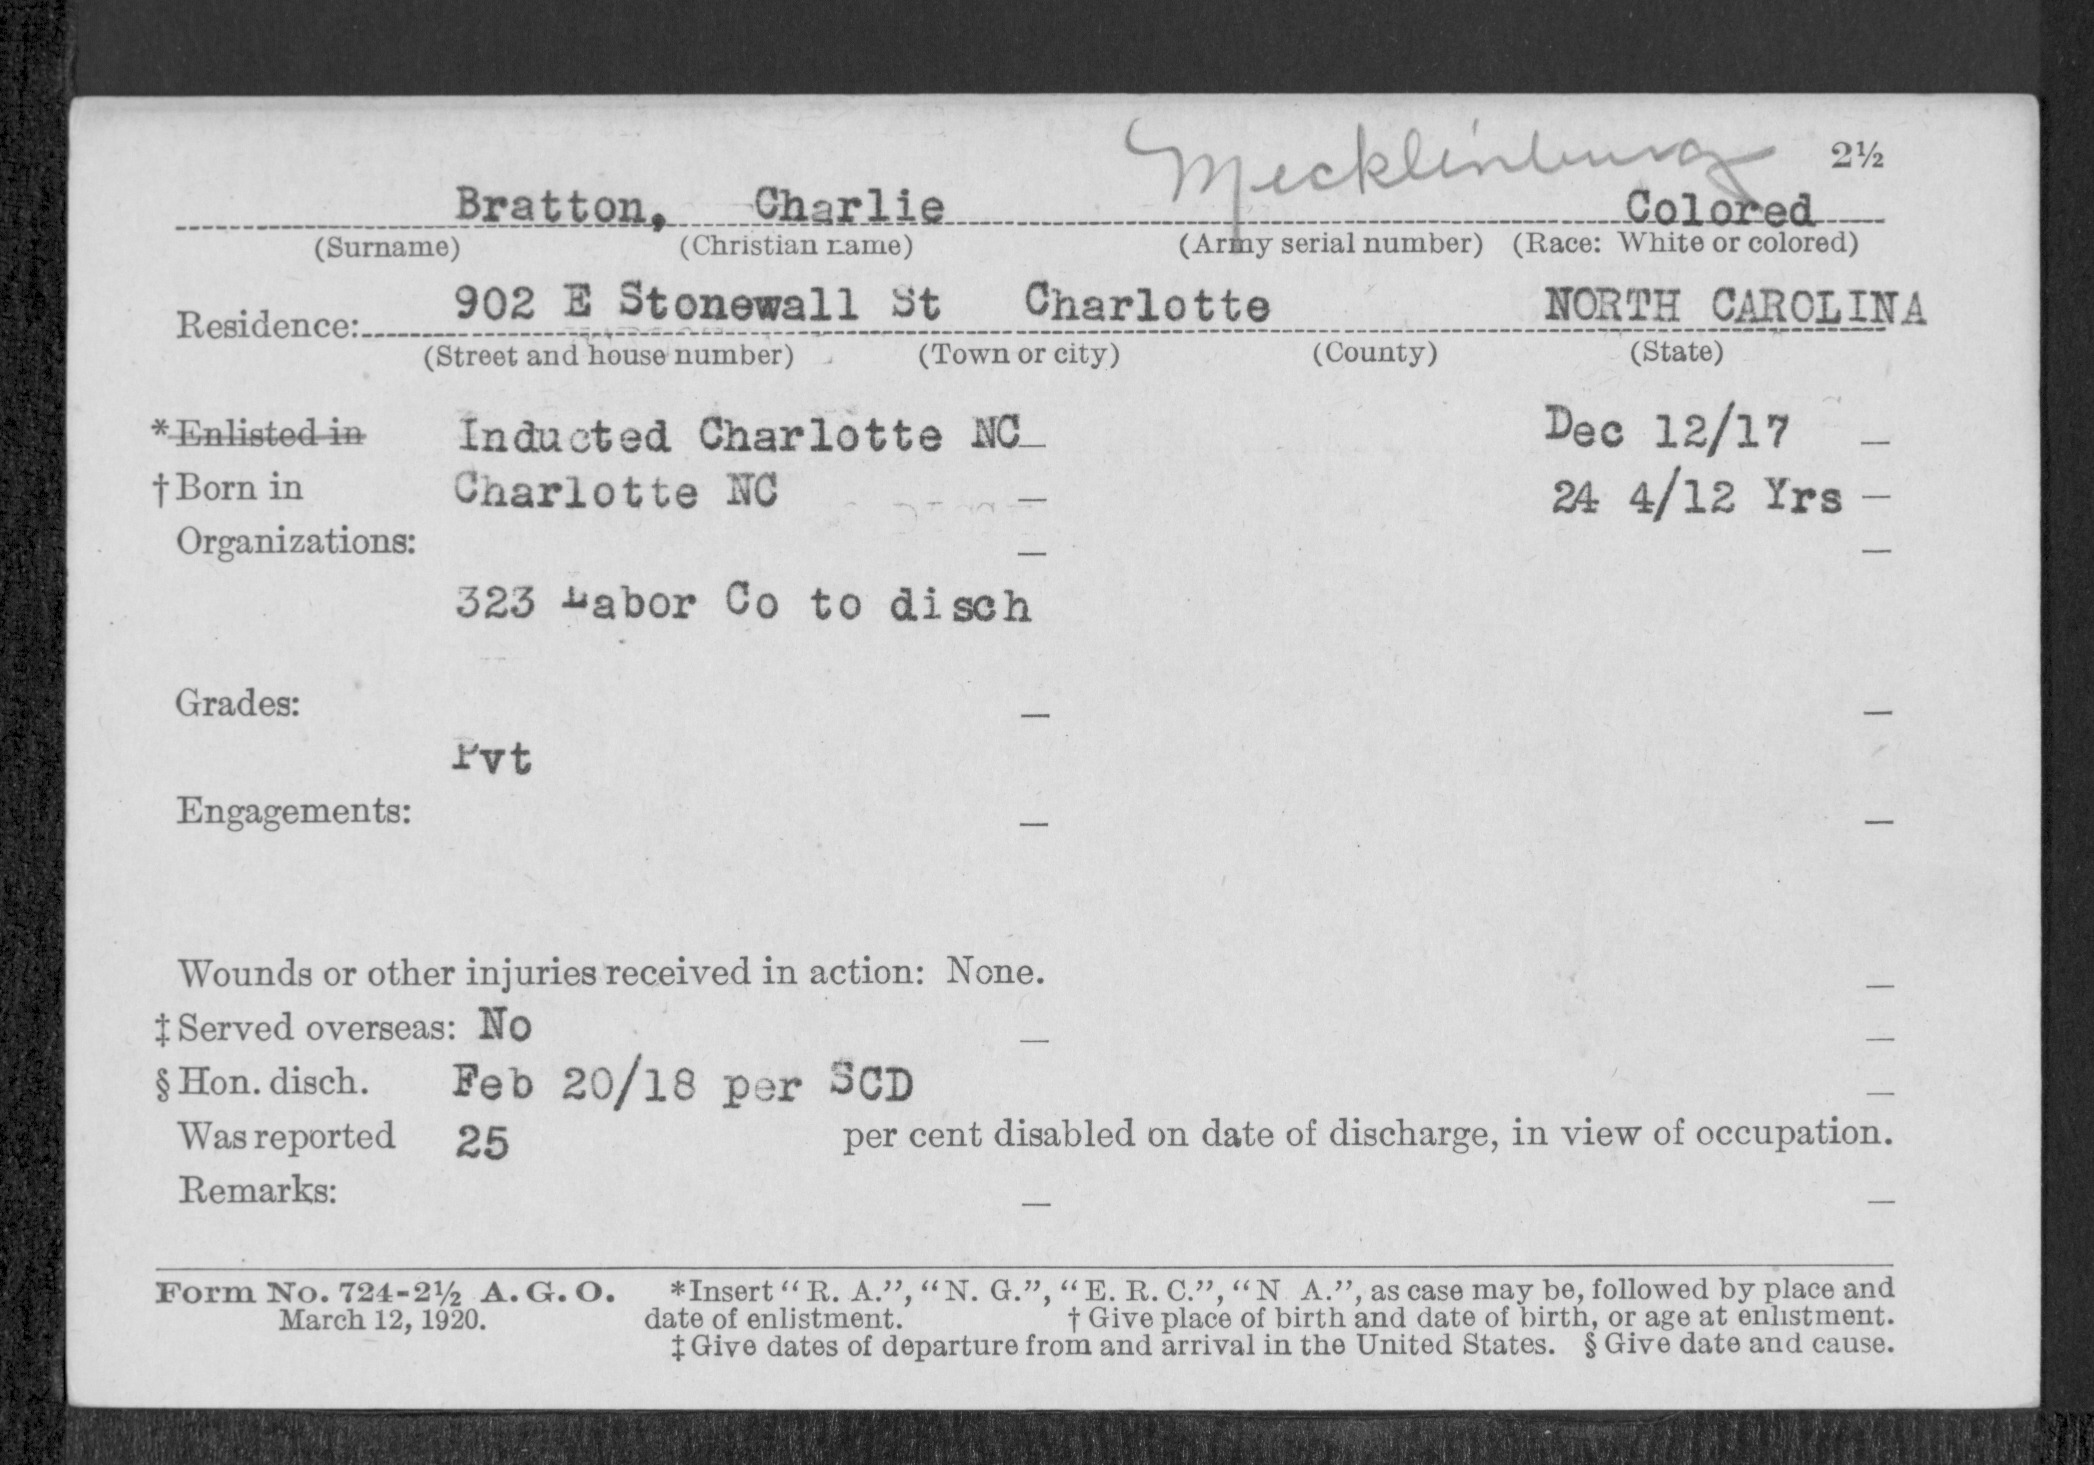 Mecklinburg 2½
Bratton, Charlie Colored
(Surname) (Christian name) (Army serial number) (Race: White or colored)
Residence: 902 E Stonewall St Charlotte NORTH CAROLINA
(Street and house number) (Town or city) (County) (State)
*Enlisted in Inducted Charlotte NC Dec 12/17
†Born in Charlotte NC 24 4/12 Yrs
Organizations:
323 Labor Co to disch
Grades:
Pvt
Engagements:
Wounds or other injuries received in action: None.
‡Served overseas: No
§Hon. disch. Feb 20/18 per SCD
Was reported 25 per cent disabled on date of discharge, in view of occupation.
Remarks:
Form No. 724-2½ A. G. O. *Insert “R. A.”, “N. G.”, “E. R. C.”, “N A.”, as case may be, followed by place and
March 12, 1920. date of enlistment. †Give place of birth and date of birth, or age at enlistment.
‡Give dates of departure from and arrival in the United States. §Give date and cause.